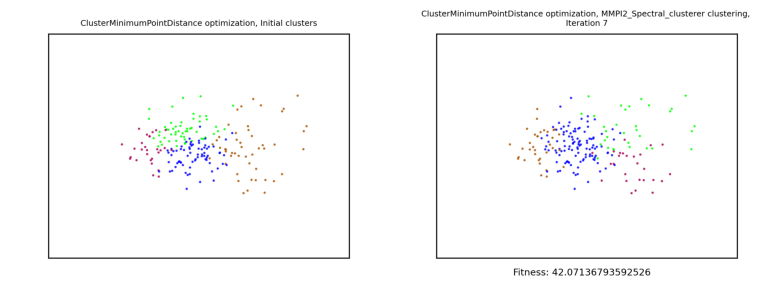 ClusterMinimumPointDistance optimization, Initial clusters
ClusterMinimumPointDistance optimization, MMPI2_Spectral_clusterer clustering,
Iteration 7
Fitness: 42.07136793592526